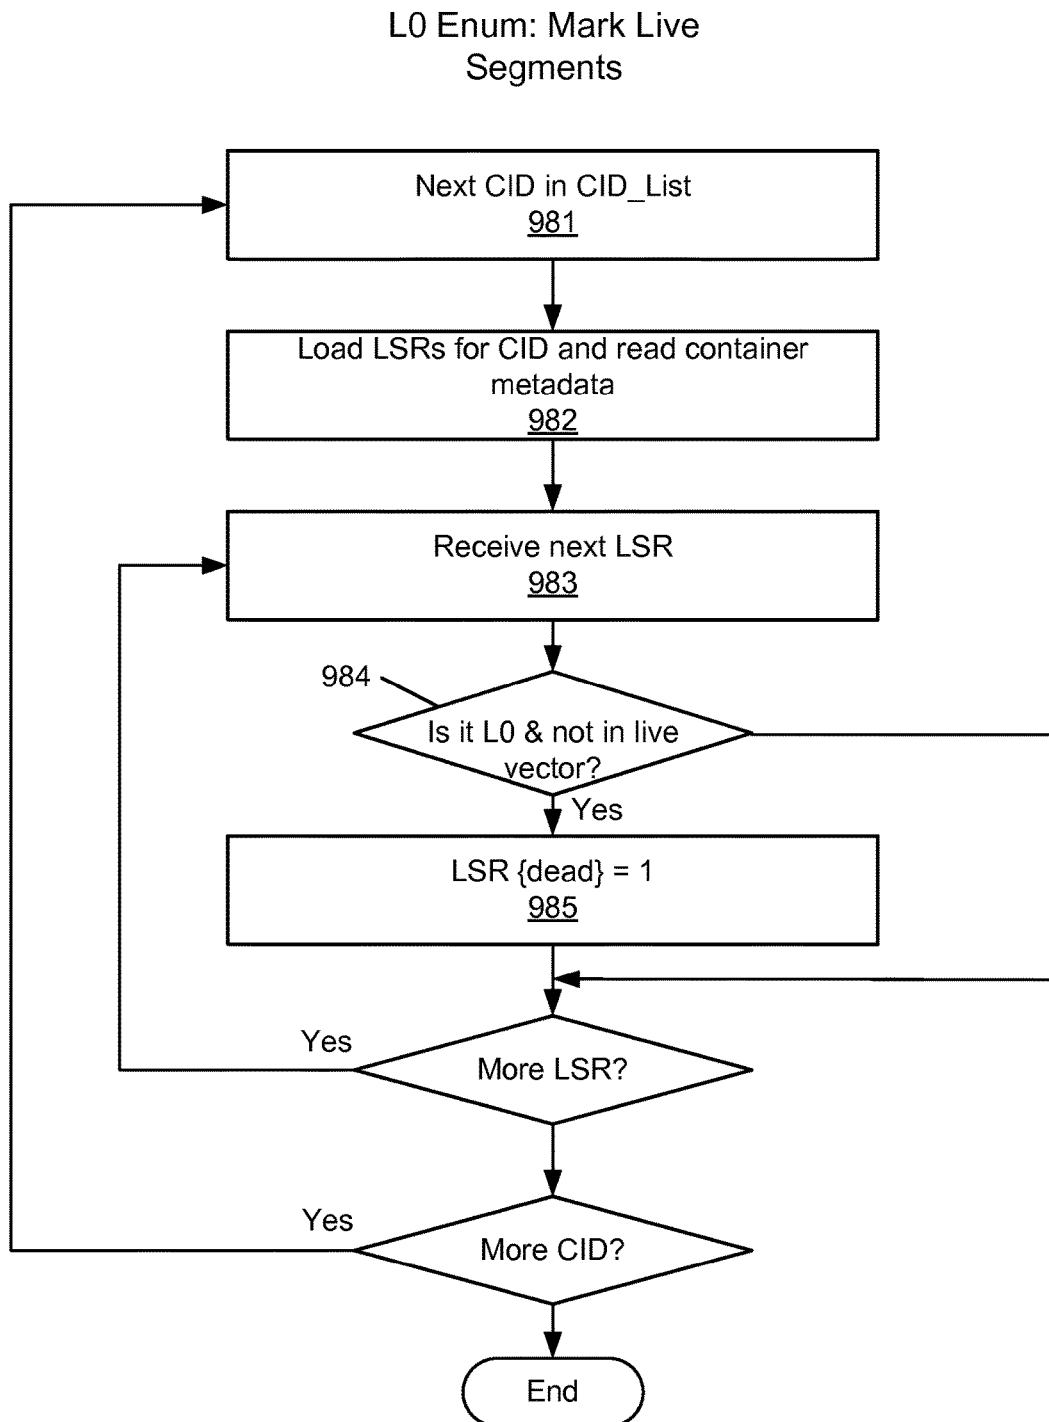 L0 Enum: Mark Live
Segments
Next CID in CID_List
981
Load LSRs for CID and read container
metadata
982
Receive next LSR
983
984
Is it L0 & not in live
vector?
Yes
LSR {dead} = 1
985
Yes
More LSR?
Yes
More CID?
End